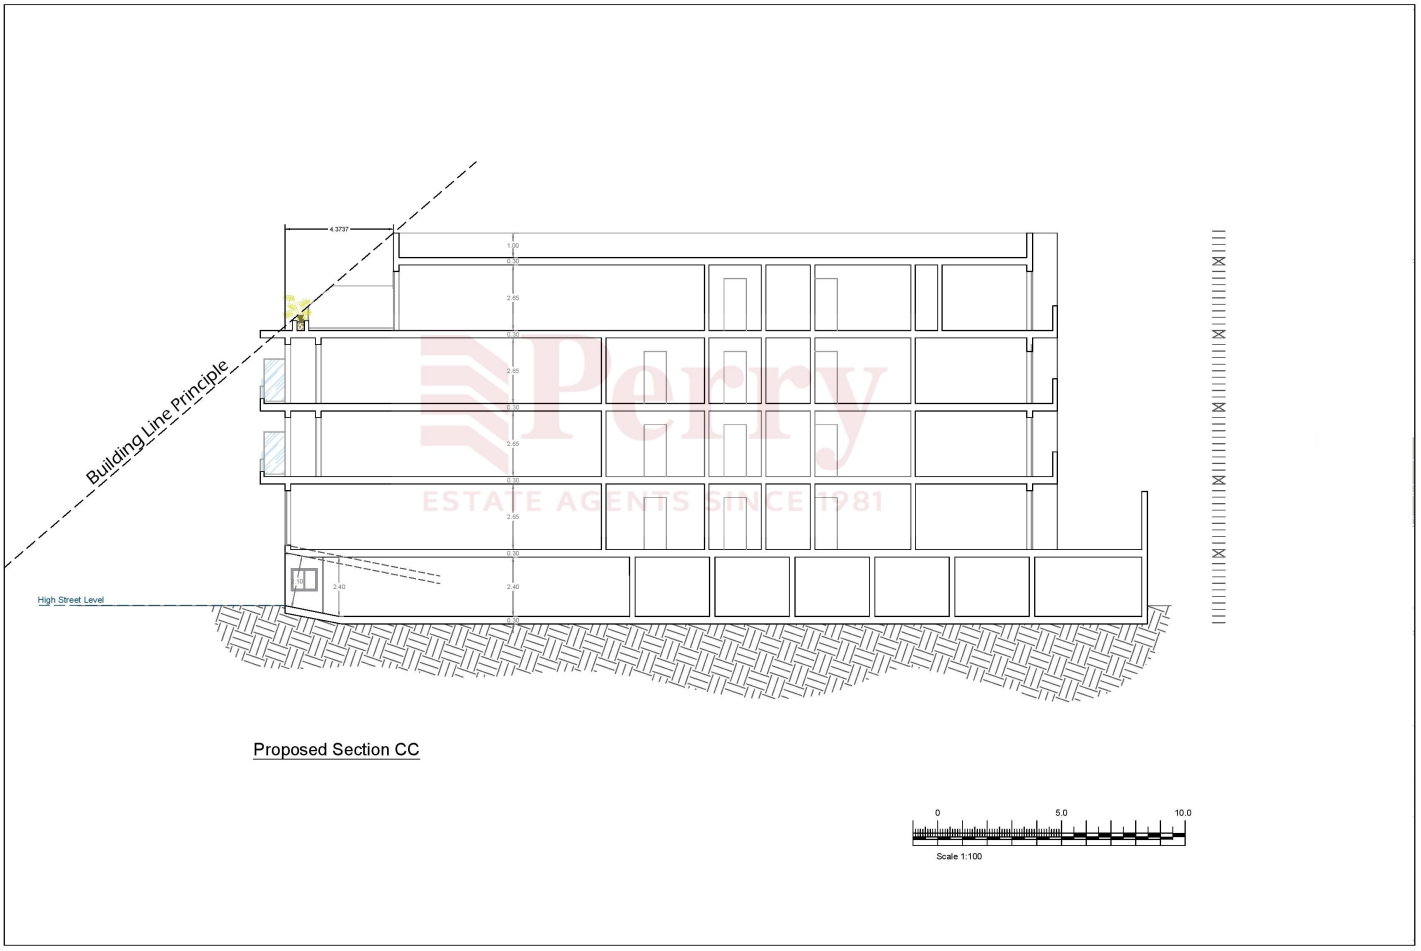 4.3737
1.00
0.30
2.65
0.30
2.65
0.30
2.65
0.30
2.65
0.30
Building Line Principle
Perry
ESTATE AGENTS SINCE 1981
2.40
2.40
0.30
High Street Level
Proposed Section CC
0 5.0 10.0
Scale 1:100